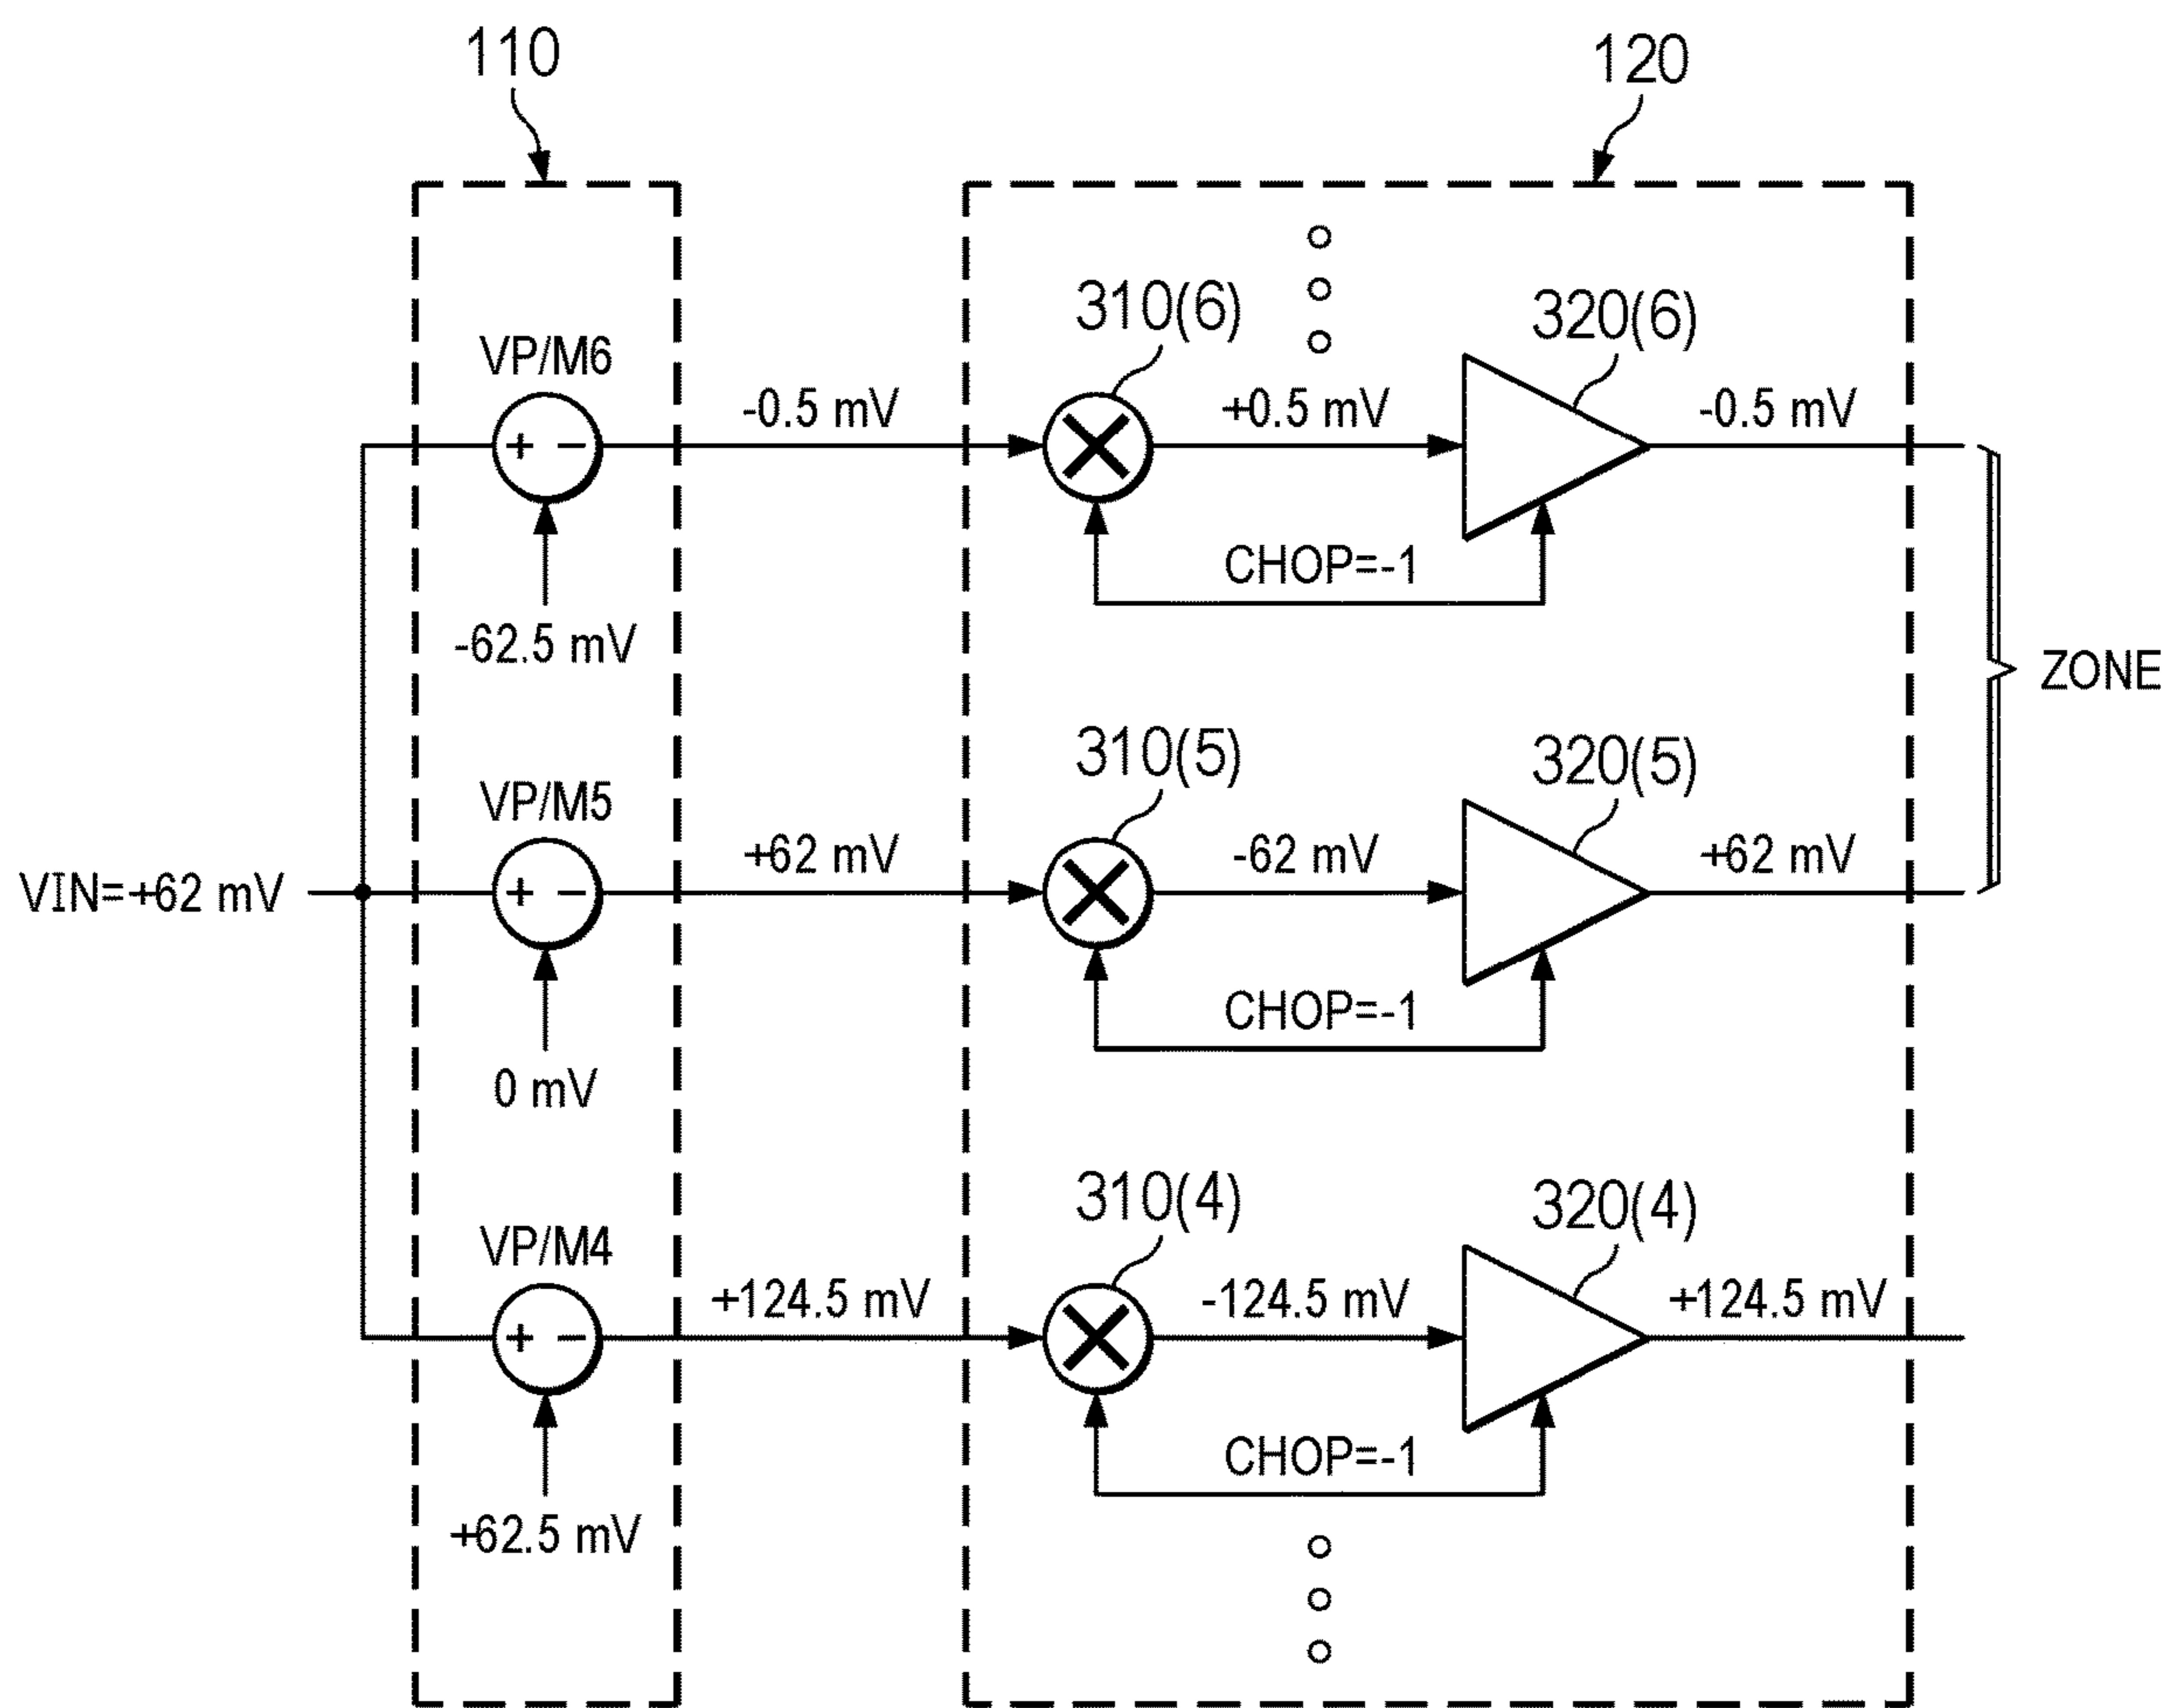 110
120
310(6)
320(6)
VP/M6
-0.5 mV
+0.5 mV
-0.5 mV
+ -
CHOP=-1
-62.5 mV
ZONE
310(5)
320(5)
VP/M5
+62 mV
-62 mV
+62 mV
VIN=+62 mV
+ -
CHOP=-1
0 mV
310(4)
320(4)
VP/M4
+124.5 mV
-124.5 mV
+124.5 mV
+ -
CHOP=-1
+62.5 mV